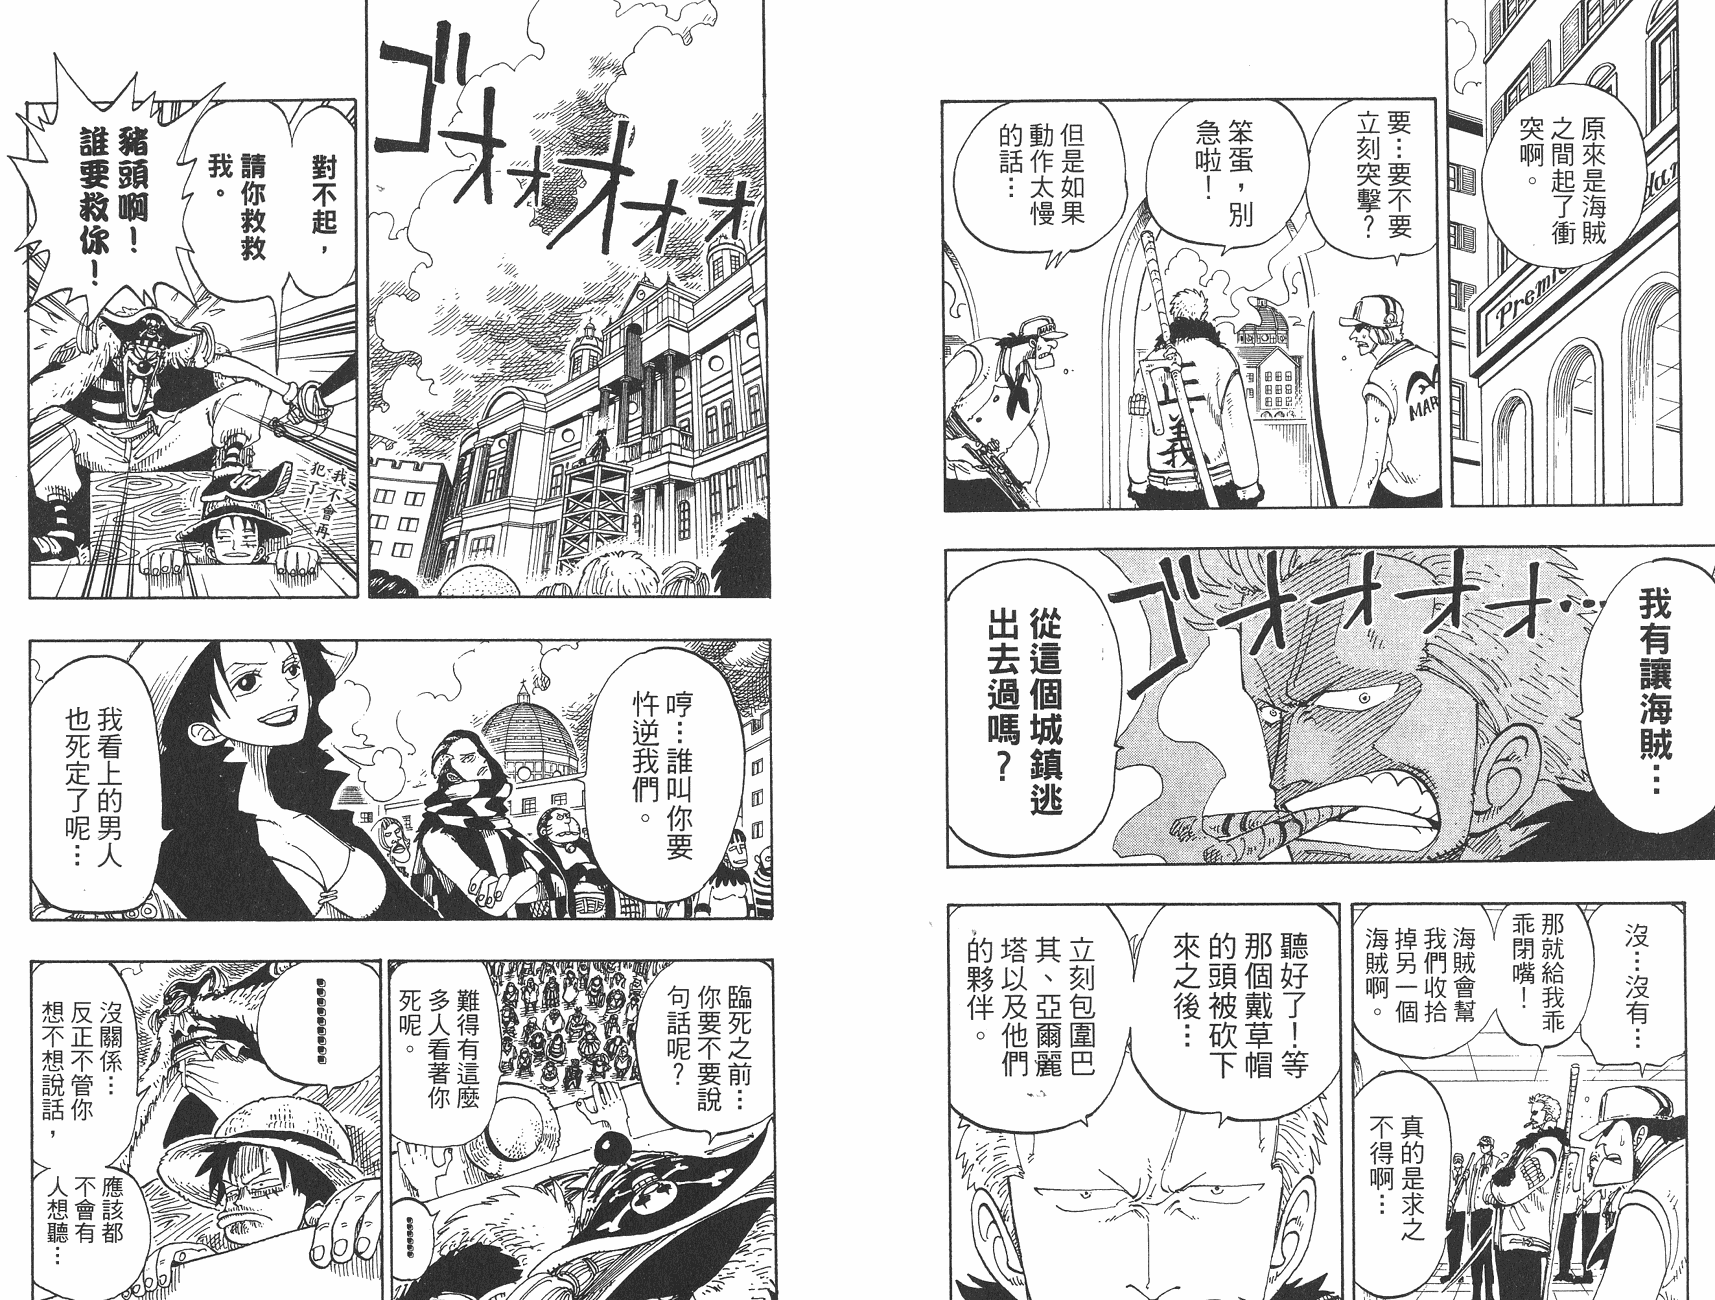 原來是海賊
之間起了衝
突啊。
Premie
MARI
MAR
正義
要…要不要
立刻突擊？
笨蛋，別
急啦！
但是如果
動作太慢
的話…
我有讓海賊…
從這個城鎮逃
出去過嗎？
ゴオオオオ…
沒…沒有…
那就給我乖
乖閉嘴！
海賊會幫
我們收拾
掉另一個
海賊啊。
真的是求之
不得啊…
聽好了！等
那個戴草帽
的頭被砍下
來之後…
立刻包圍巴
其、亞爾麗
塔以及他們
的夥伴。
ゴオオオオオ
對不起，
請你救救
我。
豬頭啊！
誰要救你！
我不會再
犯了！
哼…誰叫你要
忤逆我們。
我看上的男人
也死定了呢…
臨死之前…
你要不要說
句話呢？
難得有這麼
多人看著你
死呢。
…………
…………
沒關係…
反正不管你
想不想說話，
應該都
不會有
人想聽…